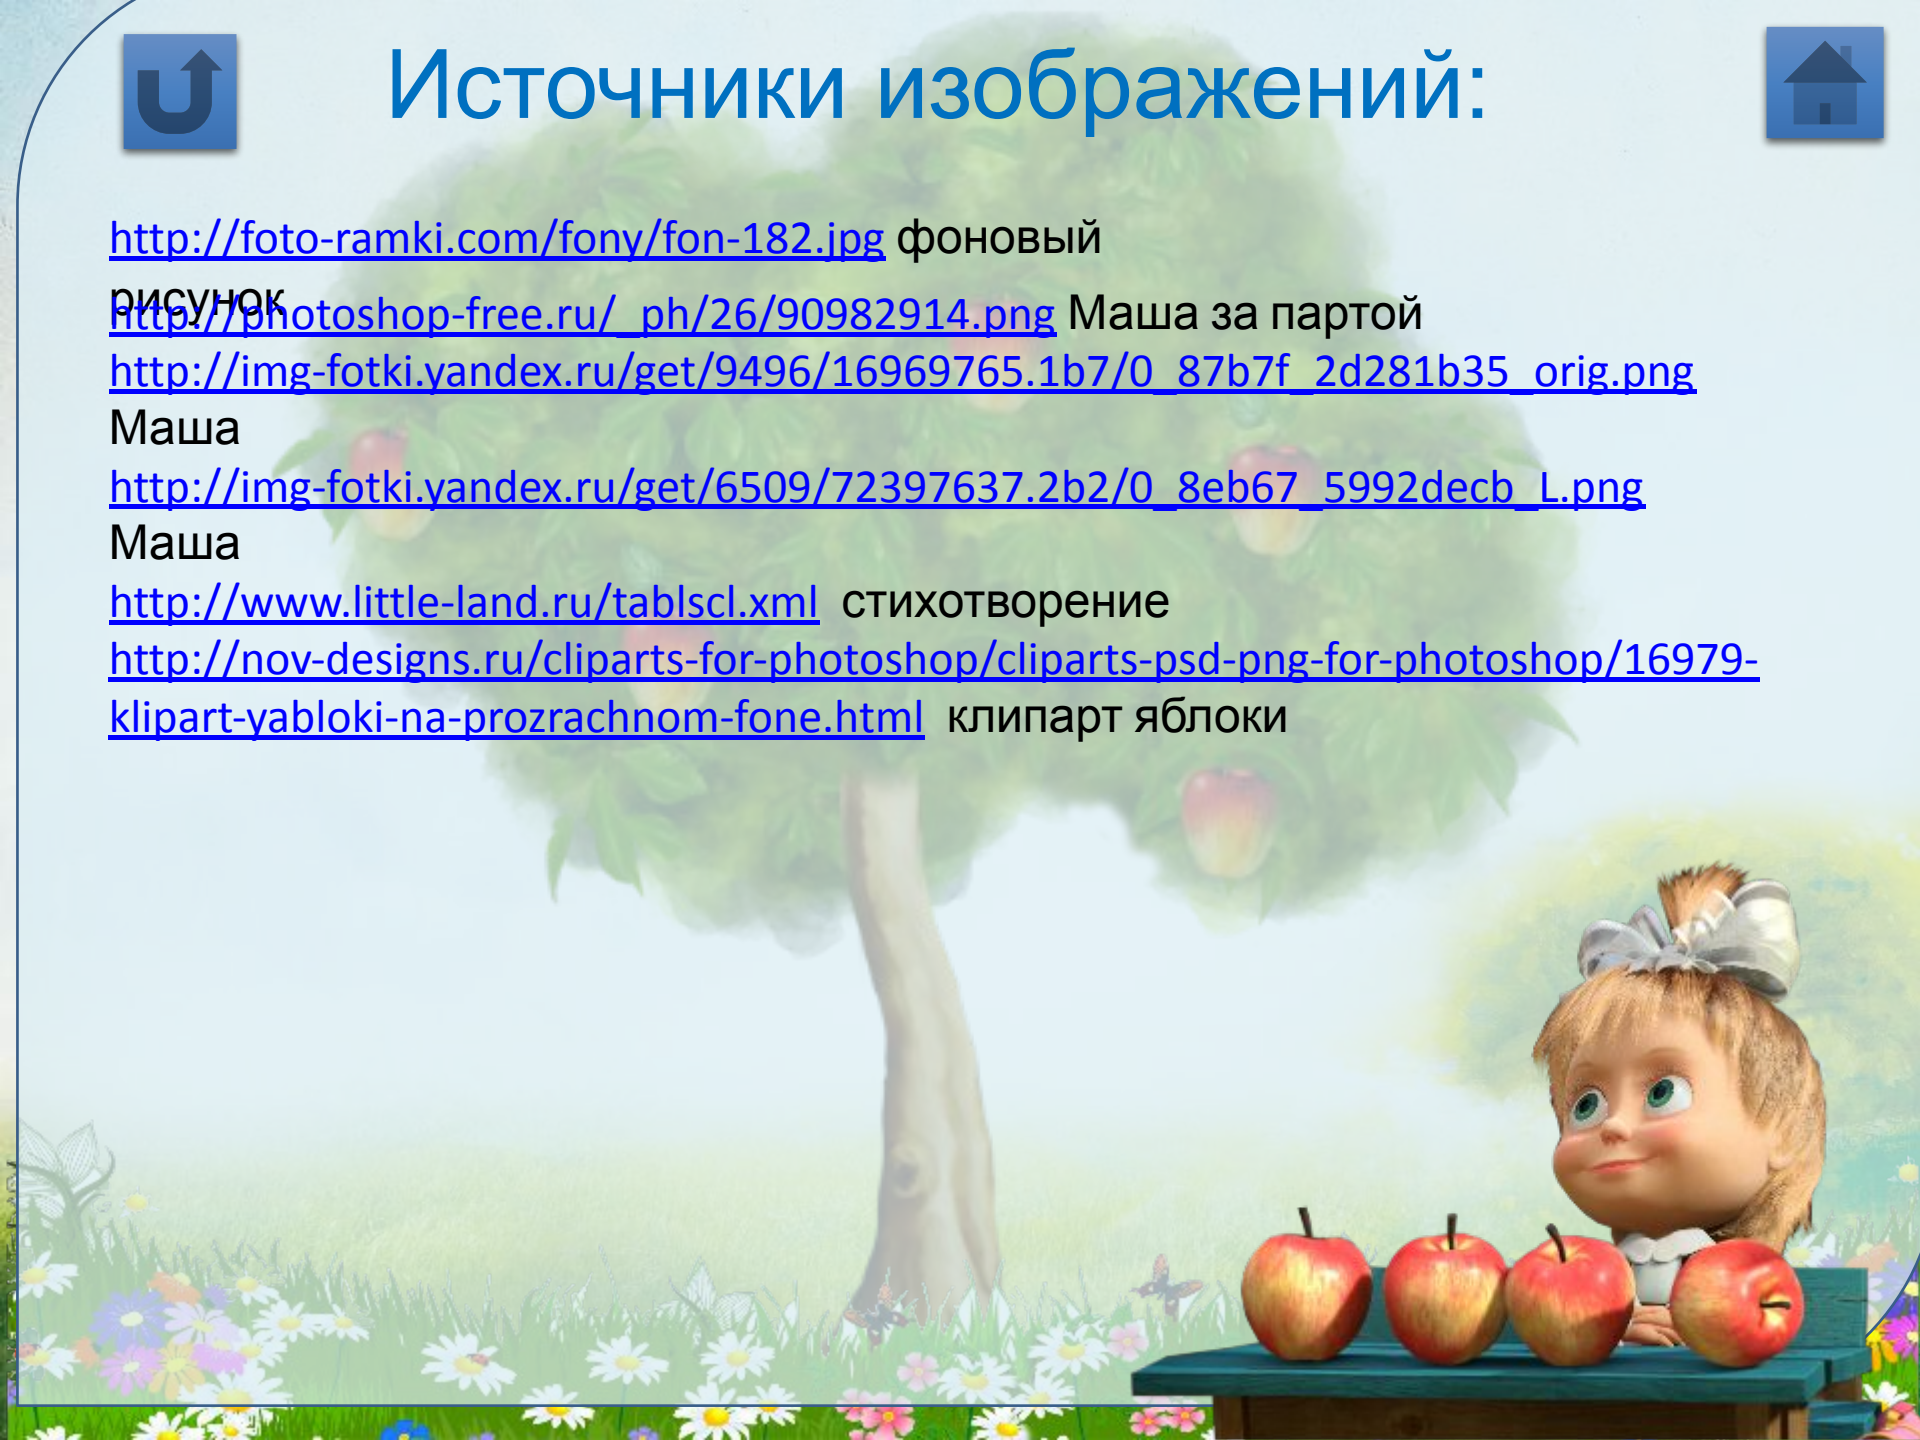 Источники изображений:
http://foto-ramki.com/fony/fon-182.jpg фоновый
рисунок
http://photoshop-free.ru/_ph/26/90982914.png Маша за партой
http://img-fotki.yandex.ru/get/9496/16969765.1b7/0_87b7f_2d281b35_orig.png
Маша
http://img-fotki.yandex.ru/get/6509/72397637.2b2/0_8eb67_5992decb_L.png
Маша
http://www.little-land.ru/tablscl.xml стихотворение
http://nov-designs.ru/cliparts-for-photoshop/cliparts-psd-png-for-photoshop/16979-
klipart-yabloki-na-prozrachnom-fone.html клипарт яблоки